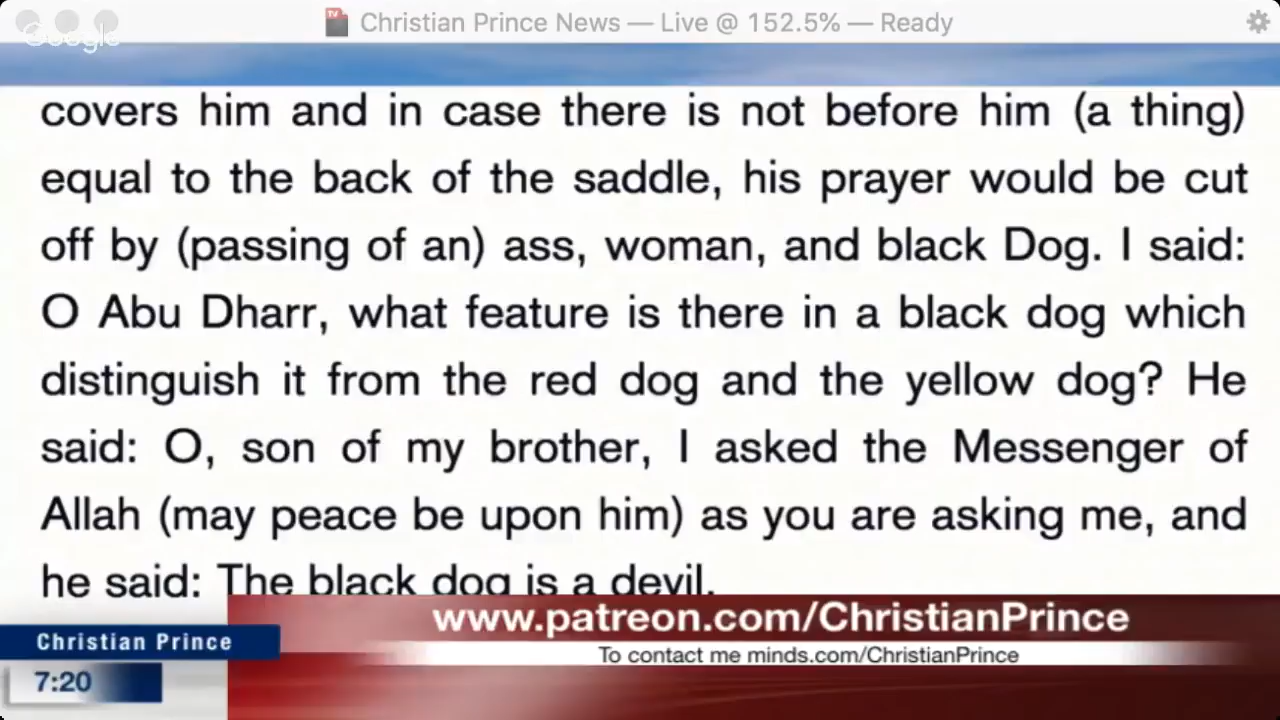 Christian Prince News — Live @ 152.5% — Ready
Google
covers him and in case there is not before him (a thing)
equal to the back of the saddle, his prayer would be cut
off by (passing of an) ass, woman, and black Dog. I said:
O Abu Dharr, what feature is there in a black dog which
distinguish it from the red dog and the yellow dog? He
said: O, son of my brother, I asked the Messenger of
Allah (may peace be upon him) as you are asking me, and
he said: The black dog is a devil.
www.patreon.com/ChristianPrince
Christian Prince
To contact me minds.com/ChristianPrince
7:20